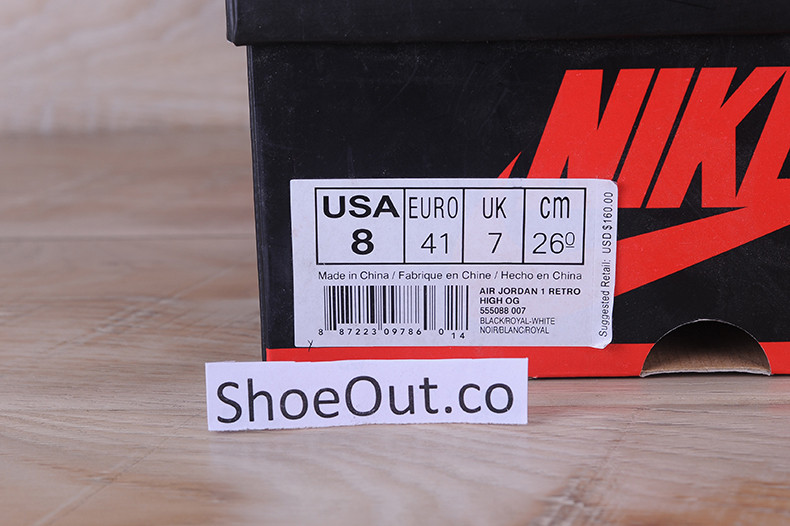 NIKE
USA EURO UK cm
8 41 7 26⁰
Suggested Retail: USD $160.00
Made in China / Fabrique en Chine / Hecho en China
AIR JORDAN 1 RETRO
HIGH OG
555088 007
BLACK/ROYAL-WHITE
NOIR/BLANC/ROYAL
8 87223 09786 0 14
y
ShoeOut.co